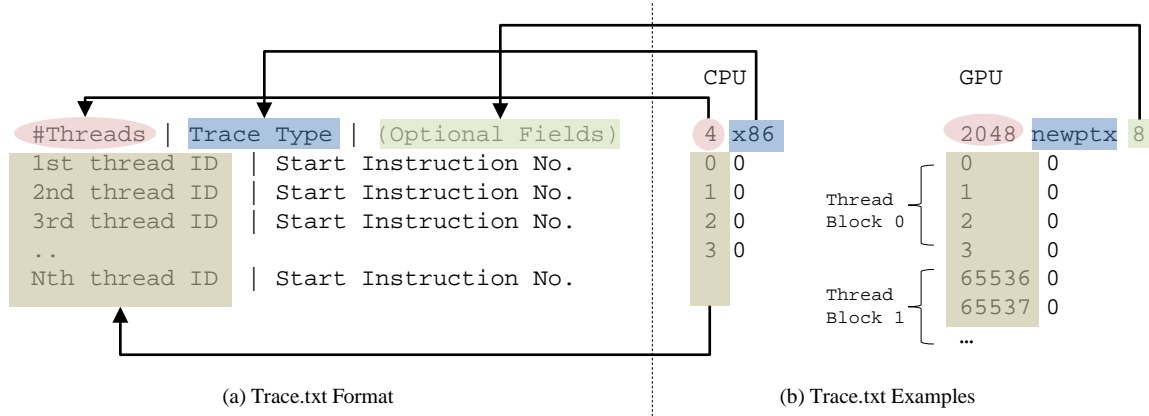 #Threads | Trace Type | (Optional Fields)
1st thread ID | Start Instruction No.
2nd thread ID | Start Instruction No.
3rd thread ID | Start Instruction No.
..
Nth thread ID | Start Instruction No.
(a) Trace.txt Format
CPU
4 x86
0 0
1 0
2 0
3 0
GPU
2048 newptx 8
0 0
1 0
2 0
3 0
65536 0
65537 0
…
Thread
Block 0
Thread
Block 1
(b) Trace.txt Examples